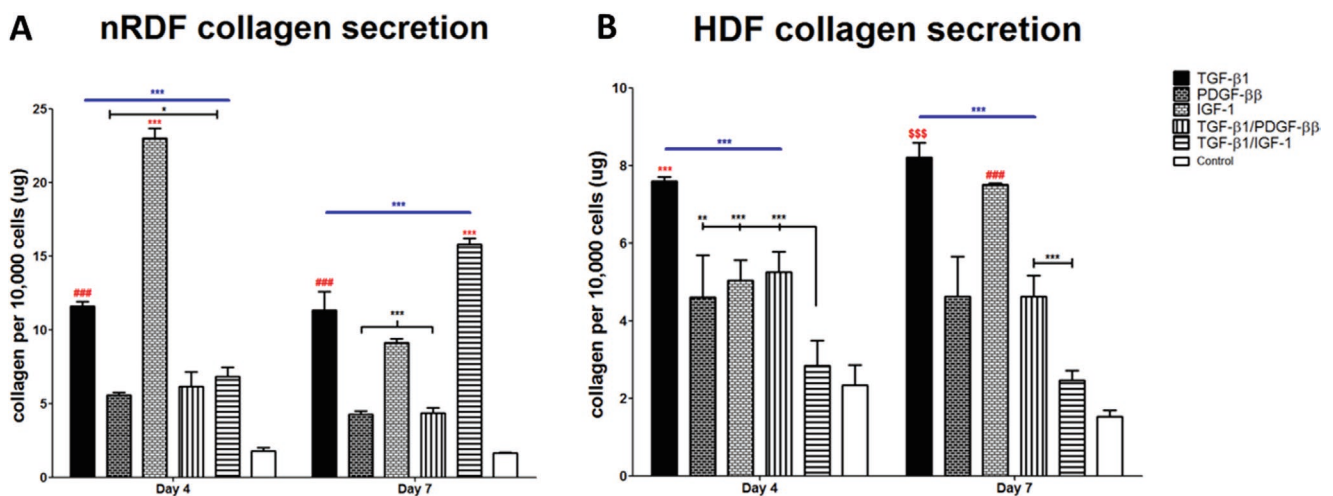 A nRDF collagen secretion
collagen per 10,000 cells (ug)
25
20
15
10
5
0
***
*
***
###
***
###
***
***
Day 4
Day 7
B HDF collagen secretion
collagen per 10,000 cells (ug)
10
8
6
4
2
0
***
***
** *** ***
***
$$$
###
***
Day 4
Day 7
TGF-β1
PDGF-ββ
IGF-1
TGF-β1/PDGF-ββ
TGF-β1/IGF-1
Control